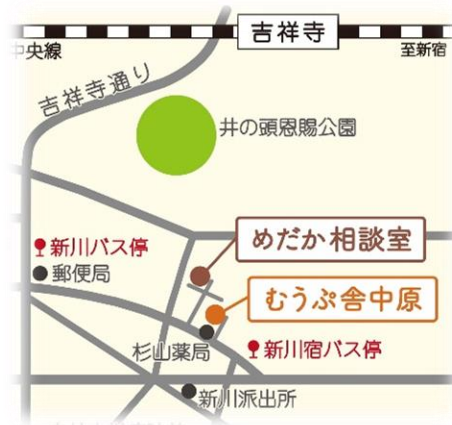 吉祥寺
中央線
至新宿
吉祥寺通り
井の頭恩賜公園
めだか相談室
新川バス停
郵便局
むうぷ舎中原
杉山薬局
新川宿バス停
新川派出所